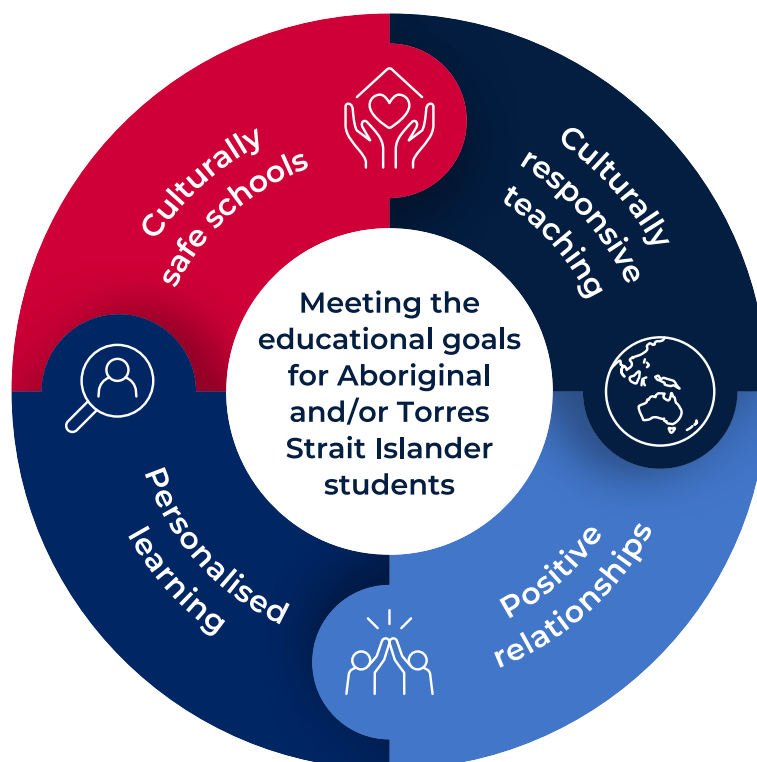 Culturally
safe schools
Culturally
responsive
teaching
Meeting the
educational goals
for Aboriginal
and/or Torres
Strait Islander
students
Personalised
learning
Positive
relationships